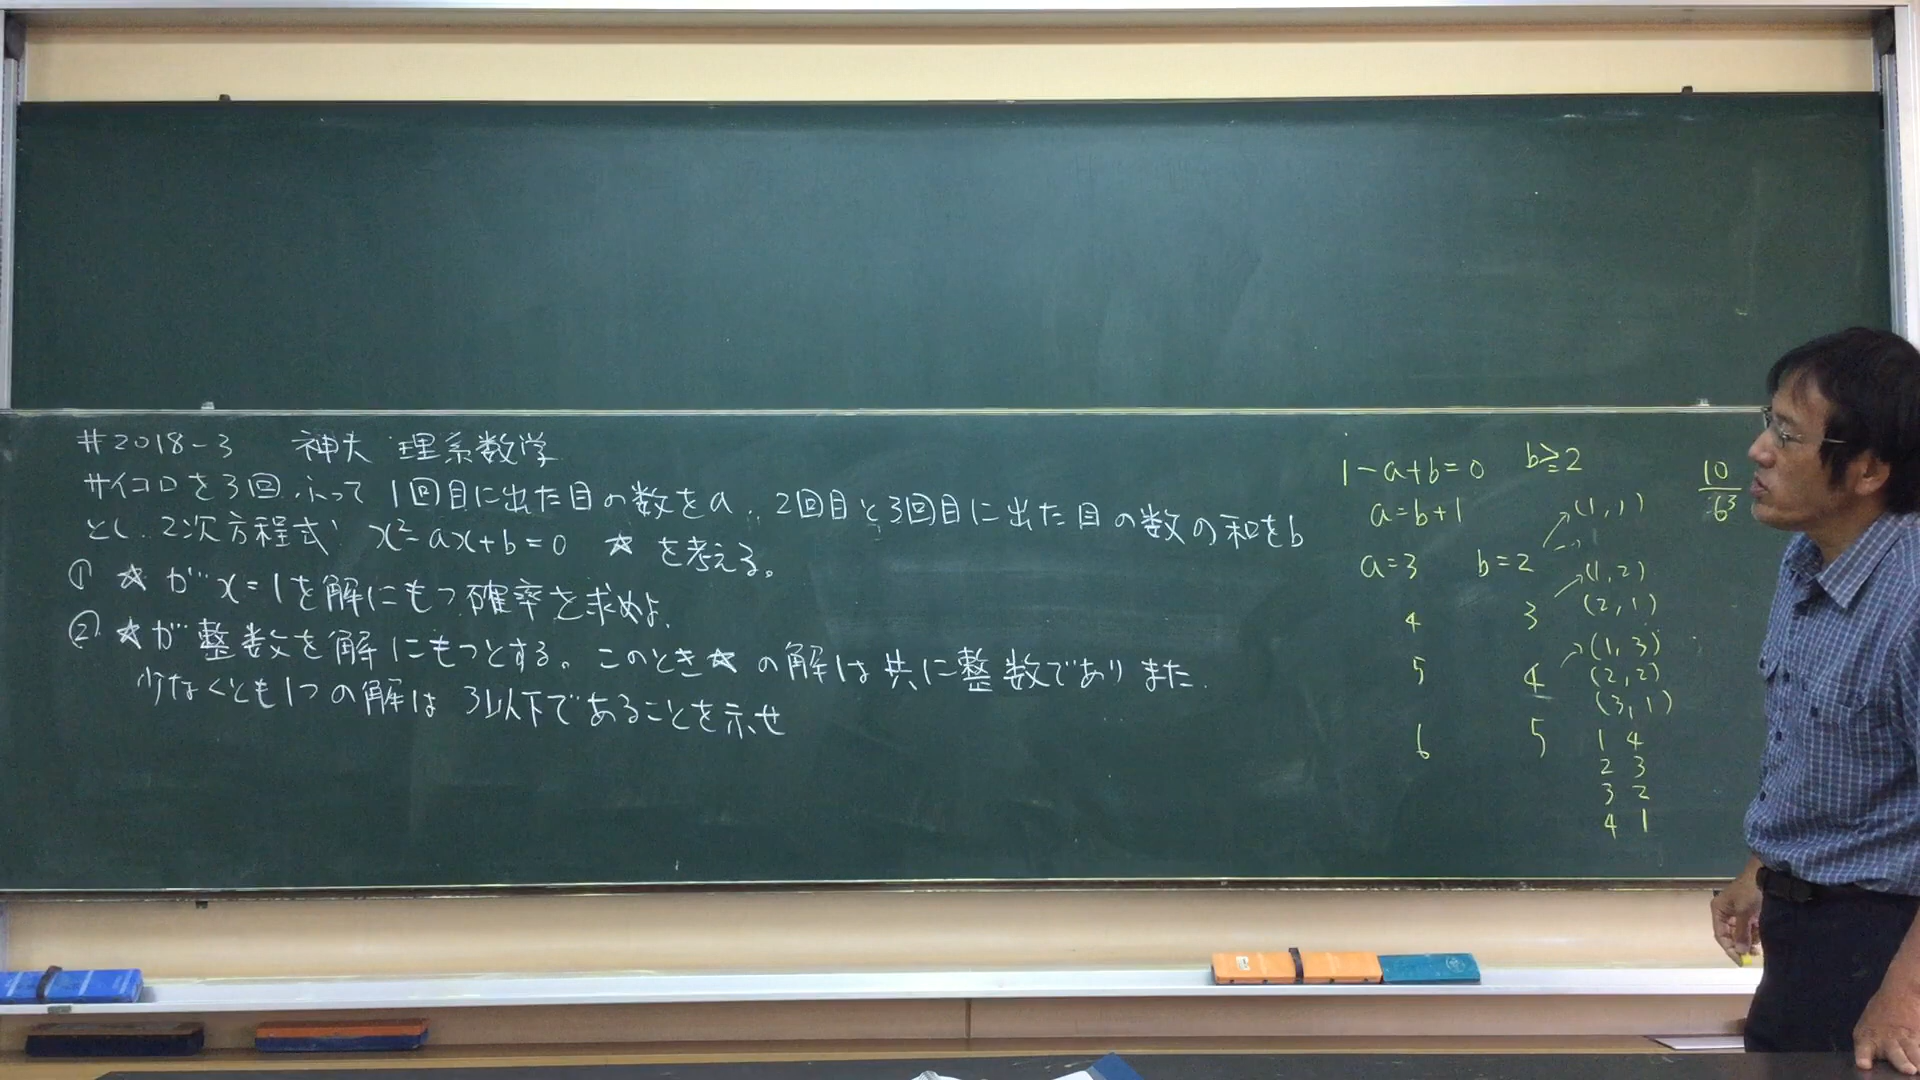 #2018-3 神大 理系数学
サイコロを3回ふって1回目に出た目の数をa、2回目と3回目に出た目の数の和をb
とし、2次方程式 x²-ax+b=0 ☆ を考える。
① ☆が x=1を解にもつ確率を求めよ.
② ☆が整数を解にもつとする。このとき☆の解は共に整数でありまた.
少なくとも1つの解は 3以下であることを示せ
1-a+b=0 b≧2
a=b+1
a=3 b=2 (1,1)
4 3 (1,2)
(2,1)
5 4 (1,3)
(2,2)
(3,1)
6 5 1 4
2 3
3 2
4 1
10/6³